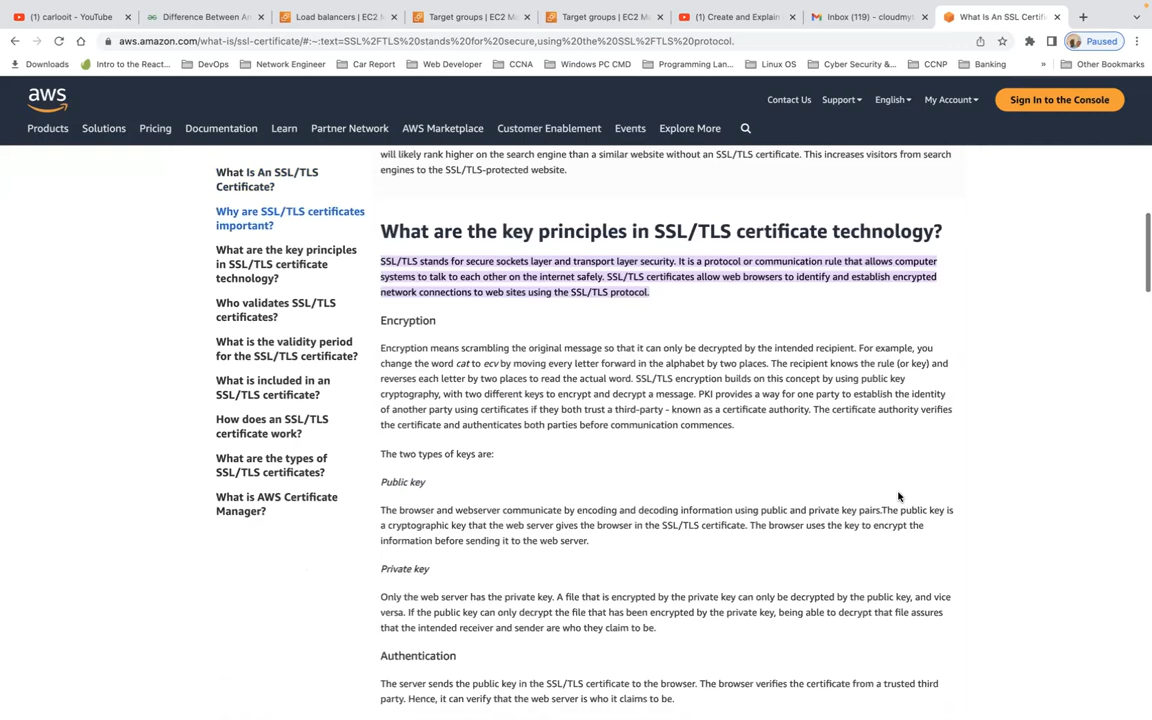 (1) carlooit - YouTube
Difference Between An
Load balancers | EC2 M
Target groups | EC2 Ma
Target groups | EC2 Ma
(1) Create and Explain
Inbox (119) - cloudmy
What Is An SSL Certific
aws.amazon.com/what-is/ssl-certificate/#:~:text=SSL%2FTLS%20stands%20for%20secure,using%20the%20SSL%2FTLS%20protocol.
Paused
Downloads
Intro to the React...
DevOps
Network Engineer
Car Report
Web Developer
CCNA
Windows PC CMD
Programming Lan...
Linux OS
Cyber Security &...
CCNP
Banking
»
Other Bookmarks
aws
Contact Us
Support
English
My Account
Sign In to the Console
Products
Solutions
Pricing
Documentation
Learn
Partner Network
AWS Marketplace
Customer Enablement
Events
Explore More
What Is An SSL/TLS
Certificate?
Why are SSL/TLS certificates
important?
What are the key principles
in SSL/TLS certificate
technology?
Who validates SSL/TLS
certificates?
What is the validity period
for the SSL/TLS certificate?
What is included in an
SSL/TLS certificate?
How does an SSL/TLS
certificate work?
What are the types of
SSL/TLS certificates?
What is AWS Certificate
Manager?
will likely rank higher on the search engine than a similar website without an SSL/TLS certificate. This increases visitors from search
engines to the SSL/TLS-protected website.
What are the key principles in SSL/TLS certificate technology?
SSL/TLS stands for secure sockets layer and transport layer security. It is a protocol or communication rule that allows computer
systems to talk to each other on the internet safely. SSL/TLS certificates allow web browsers to identify and establish encrypted
network connections to web sites using the SSL/TLS protocol.
Encryption
Encryption means scrambling the original message so that it can only be decrypted by the intended recipient. For example, you
change the word cat to ecv by moving every letter forward in the alphabet by two places. The recipient knows the rule (or key) and
reverses each letter by two places to read the actual word. SSL/TLS encryption builds on this concept by using public key
cryptography, with two different keys to encrypt and decrypt a message. PKI provides a way for one party to establish the identity
of another party using certificates if they both trust a third-party - known as a certificate authority. The certificate authority verifies
the certificate and authenticates both parties before communication commences.
The two types of keys are:
Public key
The browser and webserver communicate by encoding and decoding information using public and private key pairs.The public key is
a cryptographic key that the web server gives the browser in the SSL/TLS certificate. The browser uses the key to encrypt the
information before sending it to the web server.
Private key
Only the web server has the private key. A file that is encrypted by the private key can only be decrypted by the public key, and vice
versa. If the public key can only decrypt the file that has been encrypted by the private key, being able to decrypt that file assures
that the intended receiver and sender are who they claim to be.
Authentication
The server sends the public key in the SSL/TLS certificate to the browser. The browser verifies the certificate from a trusted third
party. Hence, it can verify that the web server is who it claims to be.